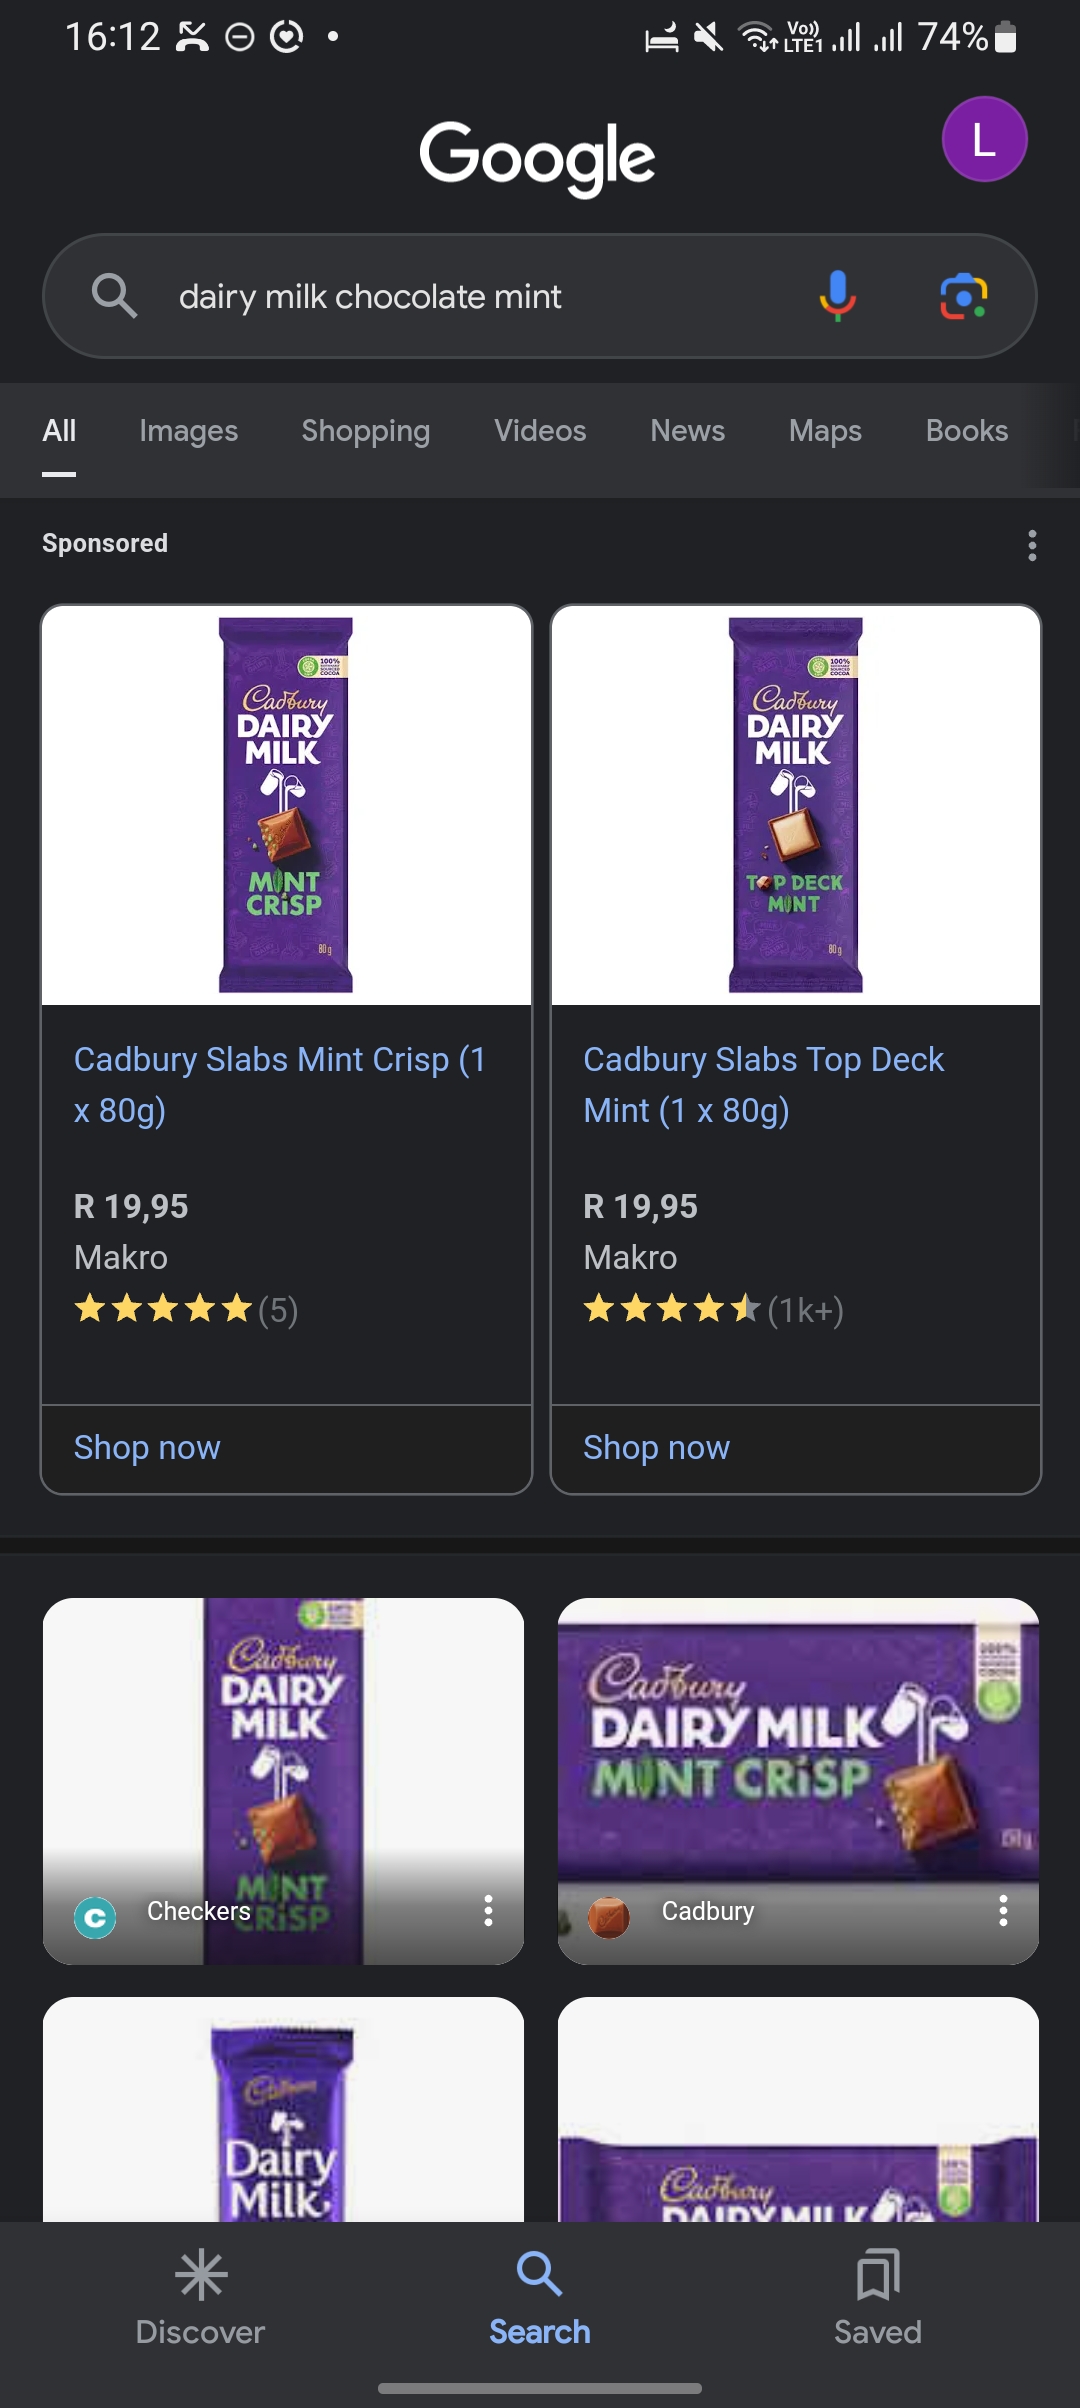 16:12
Vo))
LTE1
74%
Google
L
dairy milk chocolate mint
All Images Shopping Videos News Maps Books
Sponsored
100%
COCOA
Cadbury
DAIRY
MILK
MINT
CRISP
80g
100%
COCOA
Cadbury
DAIRY
MILK
TOP DECK
MINT
80g
Cadbury Slabs Mint Crisp (1
x 80g)
R 19,95
Makro
(5)
Shop now
Cadbury Slabs Top Deck
Mint (1 x 80g)
R 19,95
Makro
(1k+)
Shop now
Cadbury
DAIRY
MILK
MINT
CRISP
C
Checkers
Cadbury
DAIRY MILK
MINT CRISP
Cadbury
Cadbury
Dairy
Milk
Cadbury
DAIRY MILK
Discover
Search
Saved